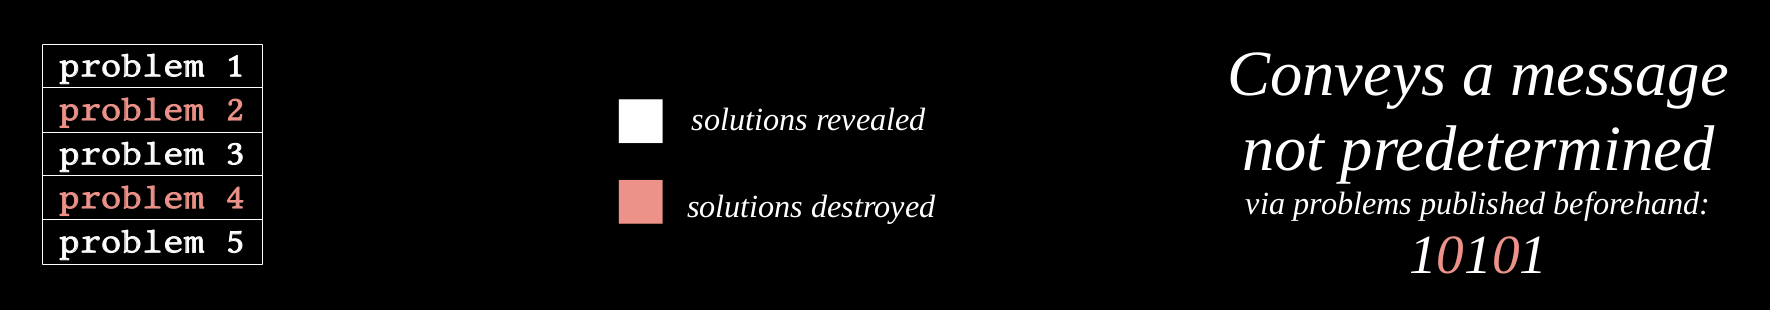 problem 1
problem 2
problem 3
problem 4
problem 5
solutions revealed
solutions destroyed
Conveys a message
not predetermined
via problems published beforehand:
10101